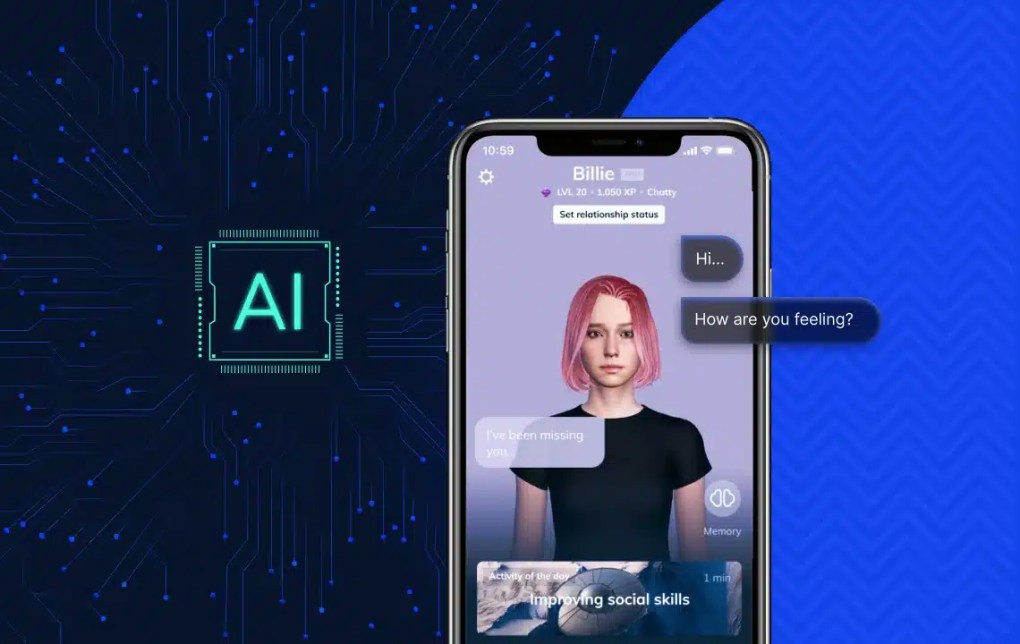 AI
10:59
Billie
LVL 20 • 1,050 XP • Chatty
Set relationship status
Hi...
How are you feeling?
I've been missing
you...
Memory
Activity of the day
1 min
Improving social skills